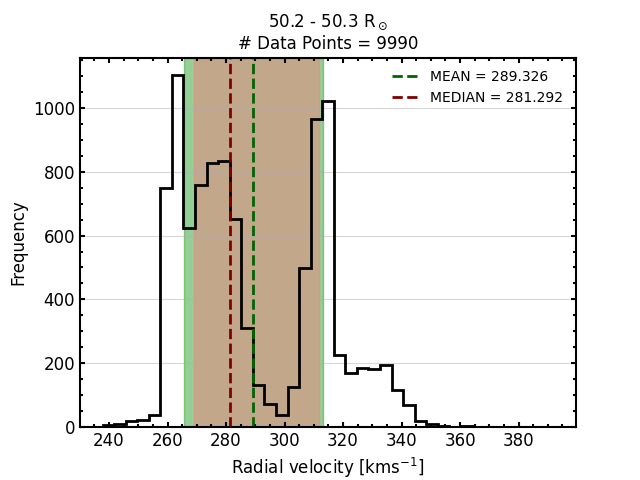 50.2 - 50.3 R⊙
# Data Points = 9990
MEAN = 289.326
MEDIAN = 281.292
Frequency
1000
800
600
400
200
0
240 260 280 300 320 340 360 380
Radial velocity [kms⁻¹]